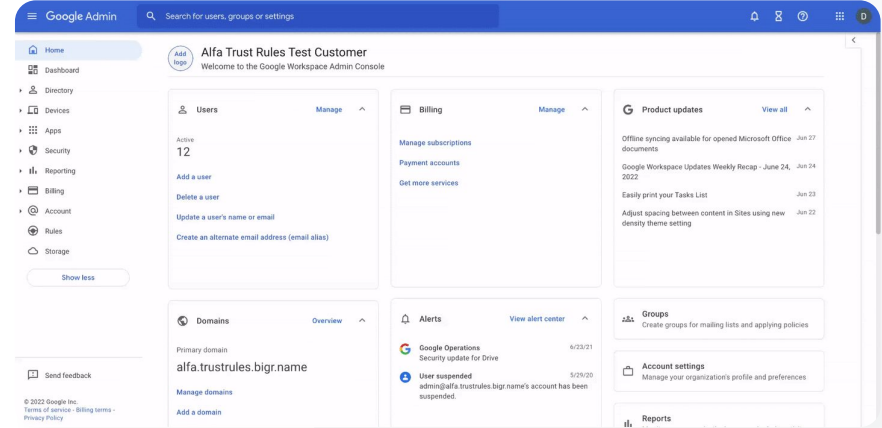 Google Admin
Search for users, groups or settings
D
Home
Dashboard
Directory
Devices
Apps
Security
Reporting
Billing
Account
Rules
Storage
Show less
Send feedback
© 2022 Google Inc.
Terms of service - Billing terms -
Privacy Policy
Add
logo
Alfa Trust Rules Test Customer
Welcome to the Google Workspace Admin Console
Users
Manage
Active
12
Add a user
Delete a user
Update a user's name or email
Create an alternate email address (email alias)
Billing
Manage
Manage subscriptions
Payment accounts
Get more services
Product updates
View all
Offline syncing available for opened Microsoft Office Jun 27
documents
Google Workspace Updates Weekly Recap - June 24, Jun 24
2022
Easily print your Tasks List Jun 23
Adjust spacing between content in Sites using new Jun 22
density theme setting
Domains
Overview
Primary domain
alfa.trustrules.bigr.name
Manage domains
Add a domain
Alerts
View alert center
Google Operations 6/23/21
Security update for Drive
User suspended 5/29/20
admin@alfa.trustrules.bigr.name's account has been
suspended.
Groups
Create groups for mailing lists and applying policies
Account settings
Manage your organization's profile and preferences
Reports